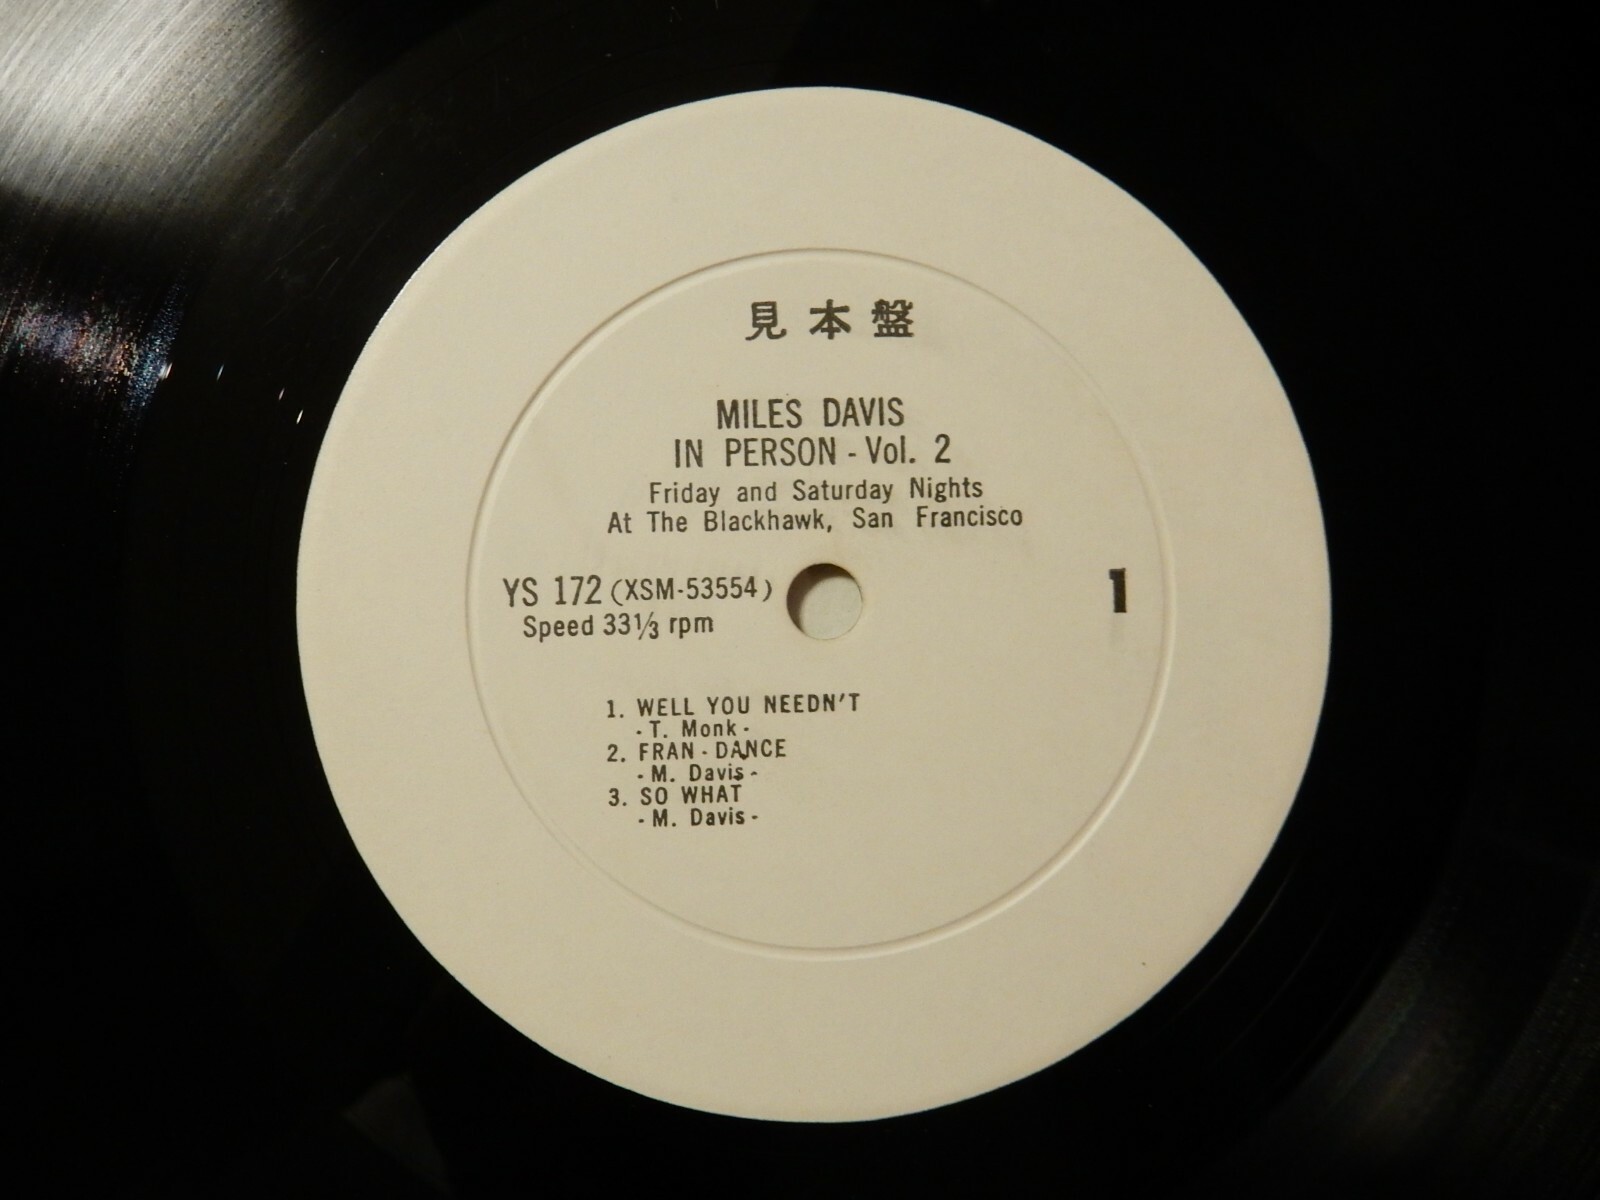 見本盤
MILES DAVIS
IN PERSON - Vol. 2
Friday and Saturday Nights
At The Blackhawk, San Francisco
YS 172 (XSM-53554)
Speed 33 1/3 rpm
1
1. WELL YOU NEEDN'T
- T. Monk -
2. FRAN - DANCE
- M. Davis -
3. SO WHAT
- M. Davis -